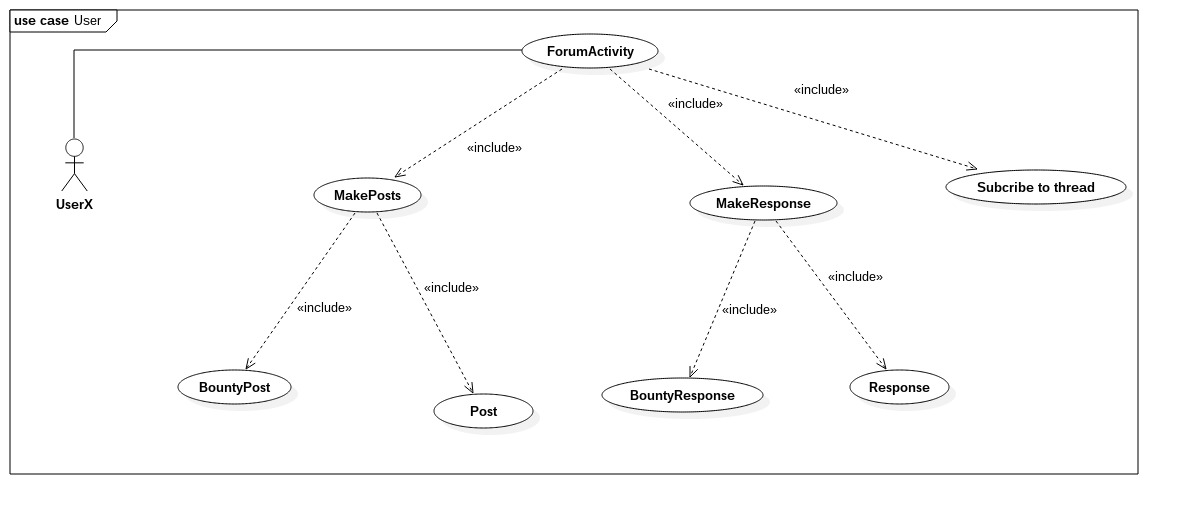 use case User
ForumActivity
«include»
«include»
«include»
MakePosts
Subcribe to thread
MakeResponse
UserX
«include»
«include»
«include»
«include»
BountyPost
Response
BountyResponse
Post